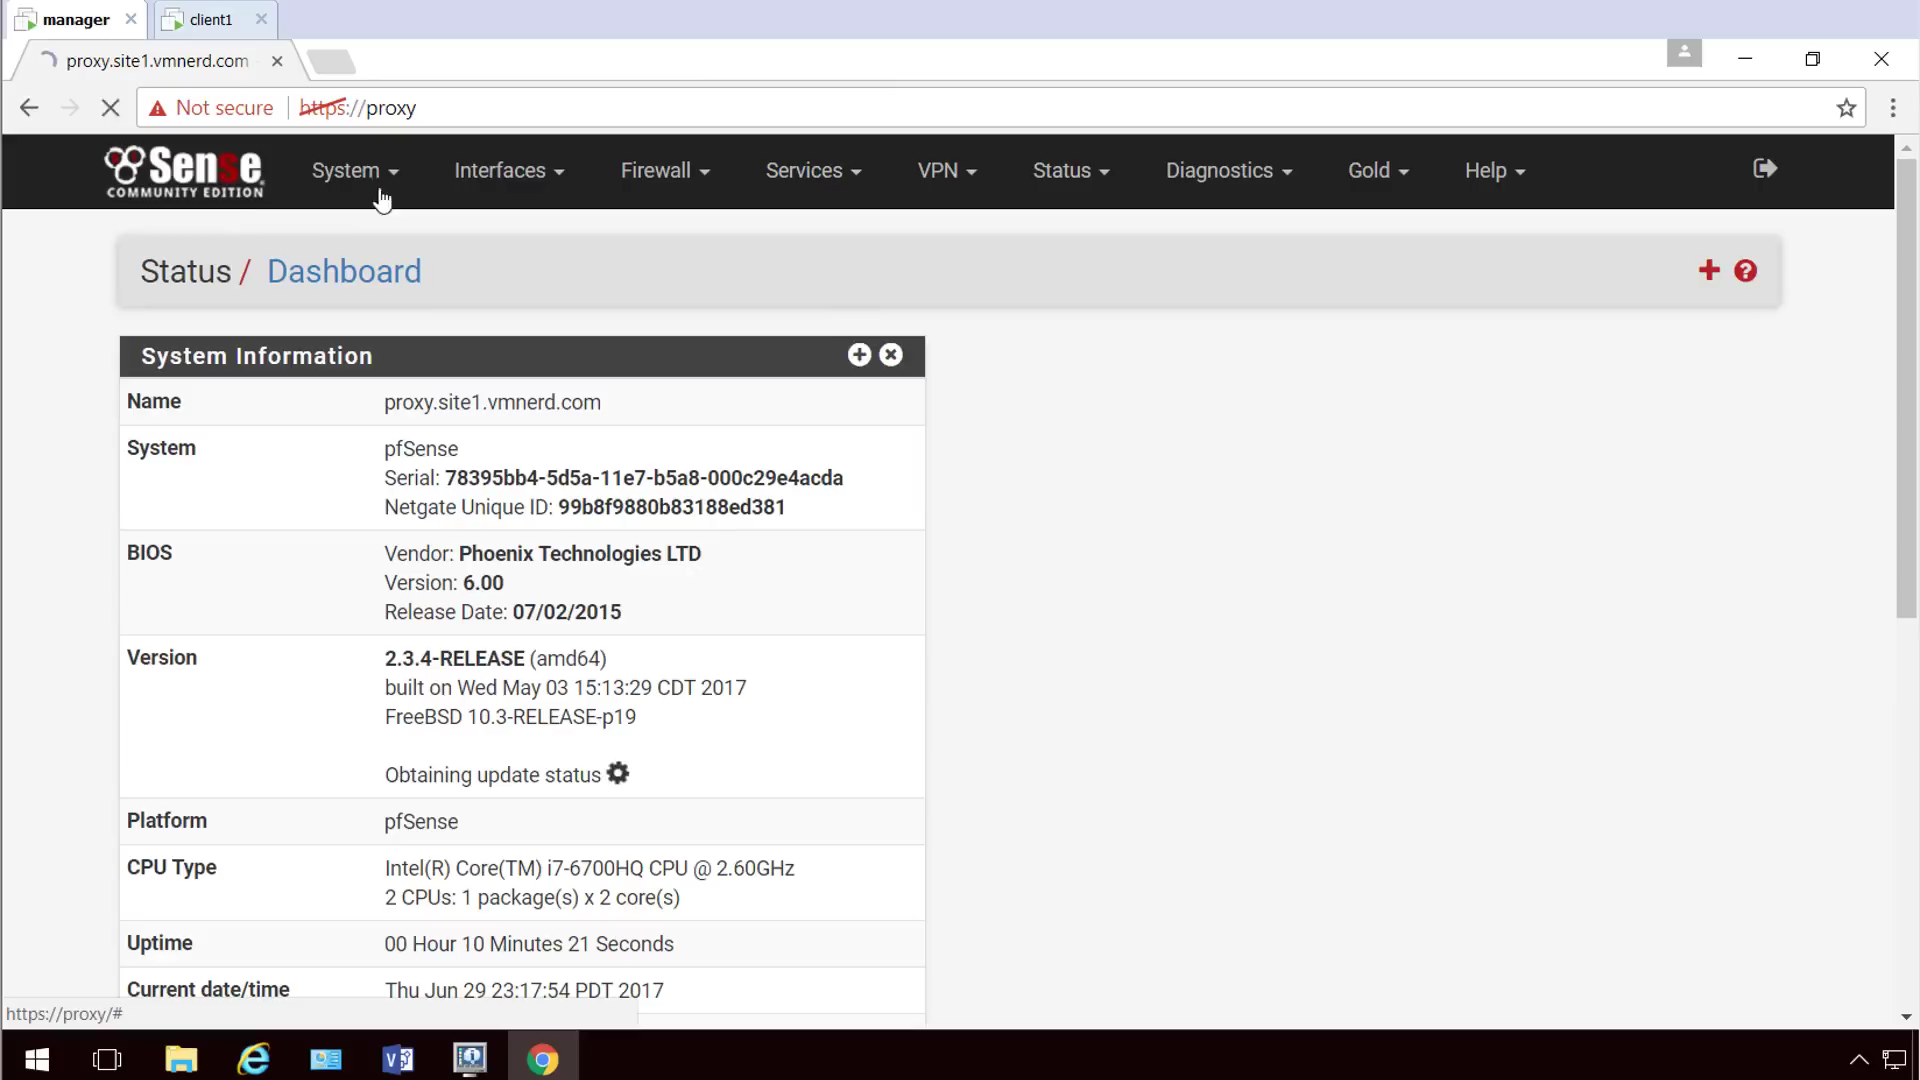 manager
client1
proxy.site1.vmnerd.com
Not secure https://proxy
Sense
COMMUNITY EDITION
System Interfaces Firewall Services VPN Status Diagnostics Gold Help
Status / Dashboard
System Information
Name proxy.site1.vmnerd.com
System pfSense
Serial: 78395bb4-5d5a-11e7-b5a8-000c29e4acda
Netgate Unique ID: 99b8f9880b83188ed381
BIOS Vendor: Phoenix Technologies LTD
Version: 6.00
Release Date: 07/02/2015
Version 2.3.4-RELEASE (amd64)
built on Wed May 03 15:13:29 CDT 2017
FreeBSD 10.3-RELEASE-p19
Obtaining update status
Platform pfSense
CPU Type Intel(R) Core(TM) i7-6700HQ CPU @ 2.60GHz
2 CPUs: 1 package(s) x 2 core(s)
Uptime 00 Hour 10 Minutes 21 Seconds
Current date/time Thu Jun 29 23:17:54 PDT 2017
https://proxy/#